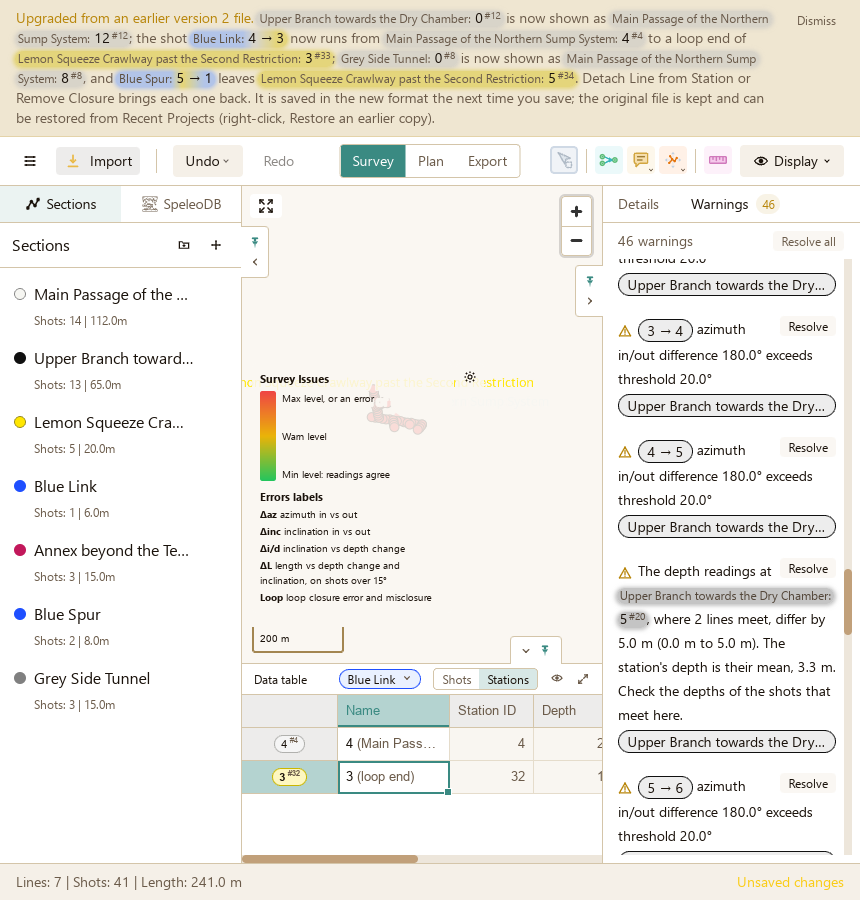 Upgraded from an earlier version 2 file. Upper Branch towards the Dry Chamber: 0 #12 is now shown as Main Passage of the Northern
Sump System: 12 #12; the shot Blue Link: 4 → 3 now runs from Main Passage of the Northern Sump System: 4 #4 to a loop end of
Lemon Squeeze Crawlway past the Second Restriction: 3 #33; Grey Side Tunnel: 0 #8 is now shown as Main Passage of the Northern Sump
System: 8 #8, and Blue Spur: 5 → 1 leaves Lemon Squeeze Crawlway past the Second Restriction: 5 #34. Detach Line from Station or
Remove Closure brings each one back. It is saved in the new format the next time you save; the original file is kept and can
be restored from Recent Projects (right-click, Restore an earlier copy).
Dismiss
Import
Undo
Redo
Survey
Plan
Export
Display
Sections
SpeleoDB
Details
Warnings 46
Sections
Main Passage of the ...
Shots: 14 | 112.0m
Upper Branch toward...
Shots: 13 | 65.0m
Lemon Squeeze Cra...
Shots: 5 | 20.0m
Blue Link
Shots: 1 | 6.0m
Annex beyond the Te...
Shots: 3 | 15.0m
Blue Spur
Shots: 2 | 8.0m
Grey Side Tunnel
Shots: 3 | 15.0m
estriction
Survey Issues
Max level, or an error
Warn level
Min level: readings agree
Errors labels
Δaz azimuth in vs out
Δinc inclination in vs out
Δi/d inclination vs depth change
ΔL length vs depth change and
inclination, on shots over 15°
Loop loop closure error and misclosure
200 m
Data table
Blue Link
Shots
Stations
Name
Station ID
Depth
4 #4
4 (Main Pass...
4
2
3 #32
3 (loop end)
32
1
46 warnings
Resolve all
threshold 20.0°
Upper Branch towards the Dry...
3 → 4 azimuth
Resolve
in/out difference 180.0° exceeds
threshold 20.0°
Upper Branch towards the Dry...
4 → 5 azimuth
Resolve
in/out difference 180.0° exceeds
threshold 20.0°
Upper Branch towards the Dry...
The depth readings at
Resolve
Upper Branch towards the Dry Chamber:
5 #20, where 2 lines meet, differ by
5.0 m (0.0 m to 5.0 m). The
station's depth is their mean, 3.3 m.
Check the depths of the shots that
meet here.
Upper Branch towards the Dry...
5 → 6 azimuth
Resolve
in/out difference 180.0° exceeds
threshold 20.0°
Lines: 7 | Shots: 41 | Length: 241.0 m
Unsaved changes